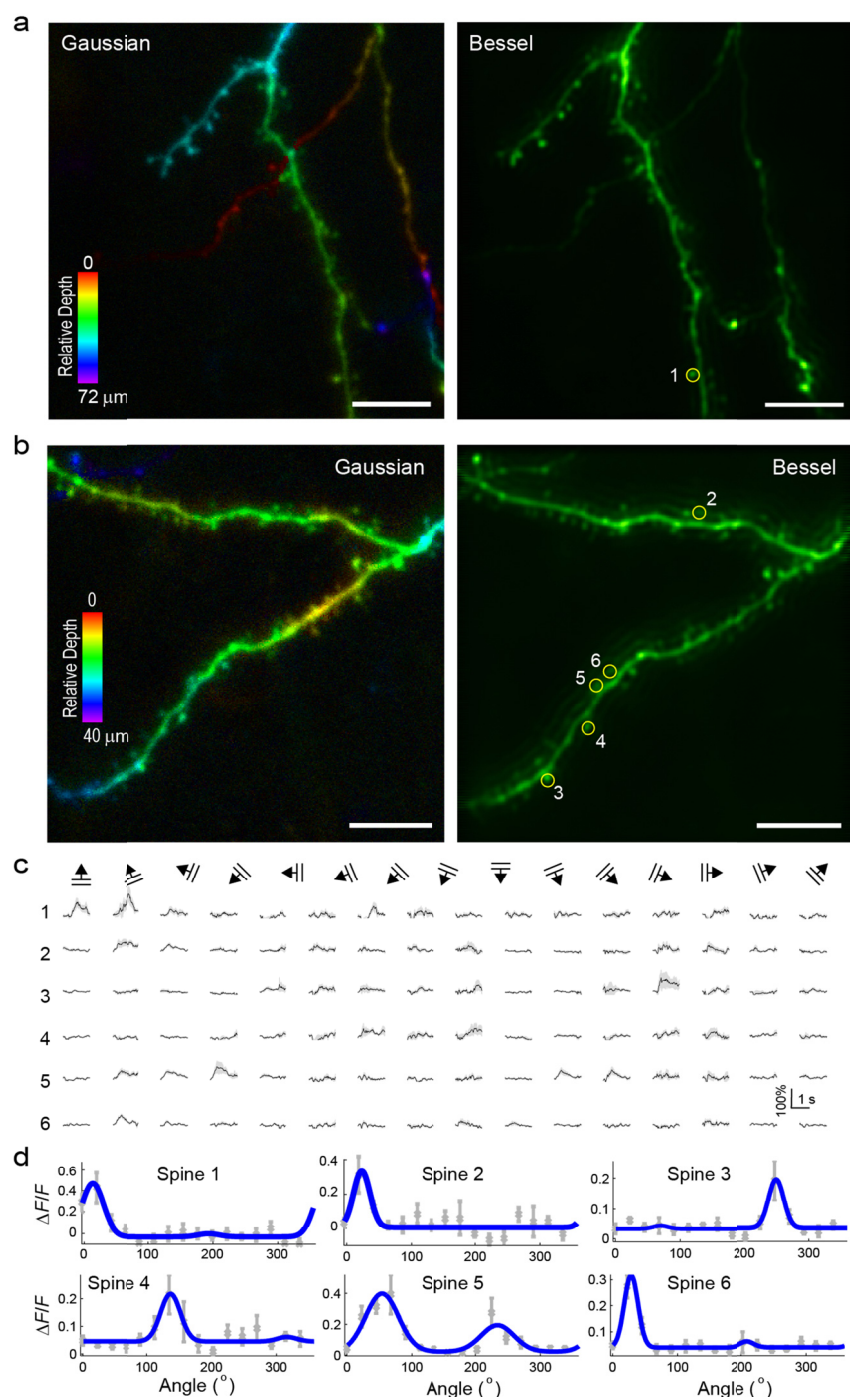 a
Gaussian
Bessel
0
Relative Depth
72 μm
1
b
Gaussian
Bessel
0
Relative Depth
40 μm
2
6
5
4
3
c
1
2
3
4
5
6
100%
1 s
d
Spine 1
Spine 2
Spine 3
ΔF/F
0.6
0.4
0.2
0
0.4
0.2
0
0.2
0.1
0
0 100 200 300
0 100 200 300
0 100 200 300
Spine 4
Spine 5
Spine 6
ΔF/F
0.2
0.1
0
0.4
0.2
0
0.3
0.2
0.1
0 100 200 300
0 100 200 300
0 100 200 300
Angle (°)
Angle (°)
Angle (°)